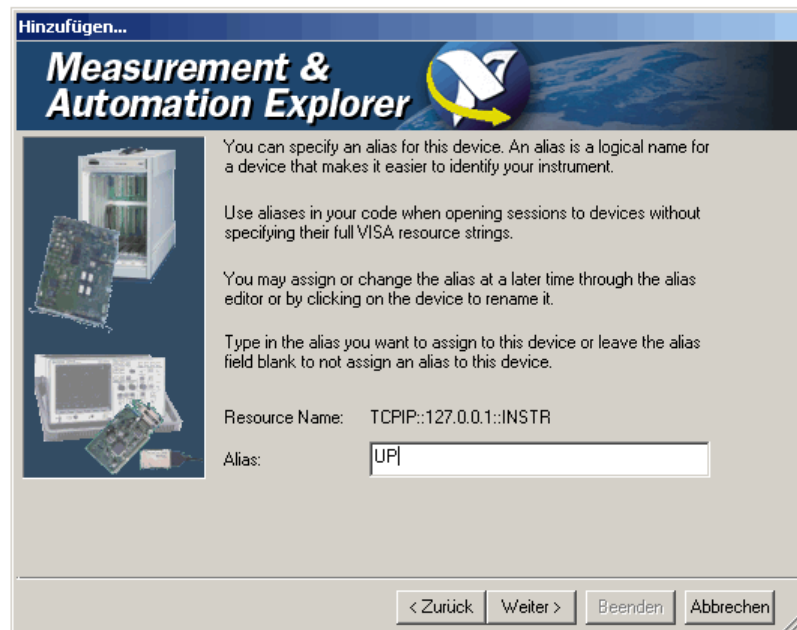 Hinzufügen...
Measurement &
Automation Explorer
You can specify an alias for this device. An alias is a logical name for
a device that makes it easier to identify your instrument.
Use aliases in your code when opening sessions to devices without
specifying their full VISA resource strings.
You may assign or change the alias at a later time through the alias
editor or by clicking on the device to rename it.
Type in the alias you want to assign to this device or leave the alias
field blank to not assign an alias to this device.
Resource Name: TCPIP::127.0.0.1::INSTR
Alias: UP
< Zurück Weiter > Beenden Abbrechen